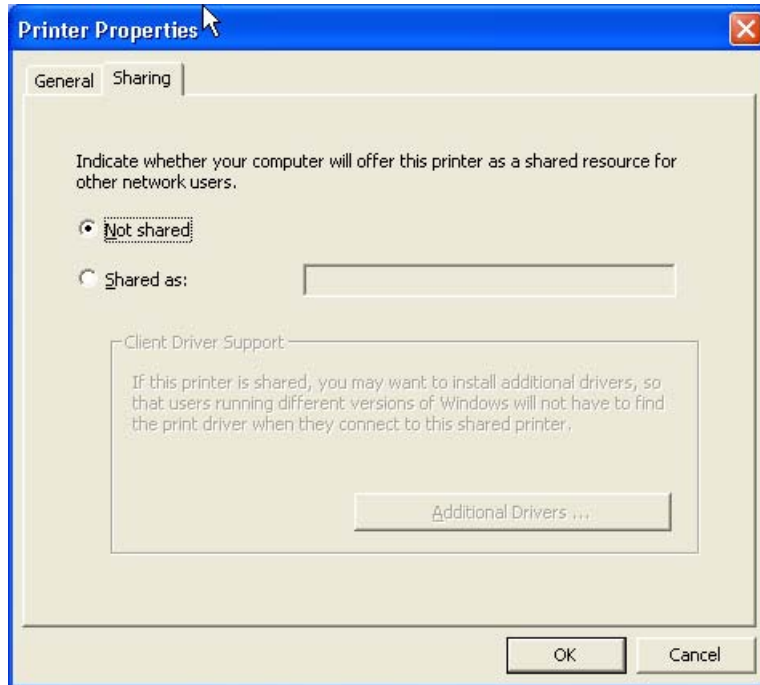 Printer Properties
General
Sharing
Indicate whether your computer will offer this printer as a shared resource for
other network users.
Not shared
Shared as:
Client Driver Support
If this printer is shared, you may want to install additional drivers, so
that users running different versions of Windows will not have to find
the print driver when they connect to this shared printer.
Additional Drivers ...
OK
Cancel